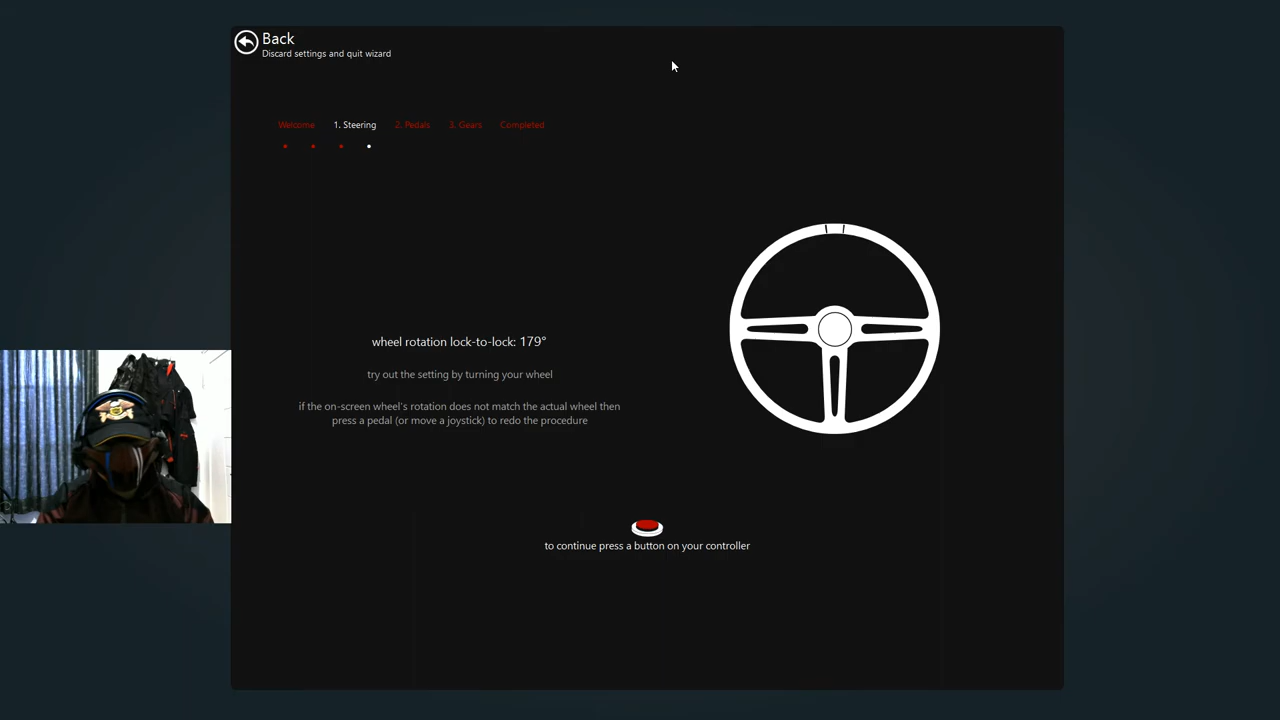 Back
Discard settings and quit wizard
Welcome 1. Steering 2. Pedals 3. Gears Completed
wheel rotation lock-to-lock: 179°
try out the setting by turning your wheel
if the on-screen wheel's rotation does not match the actual wheel then
press a pedal (or move a joystick) to redo the procedure
to continue press a button on your controller